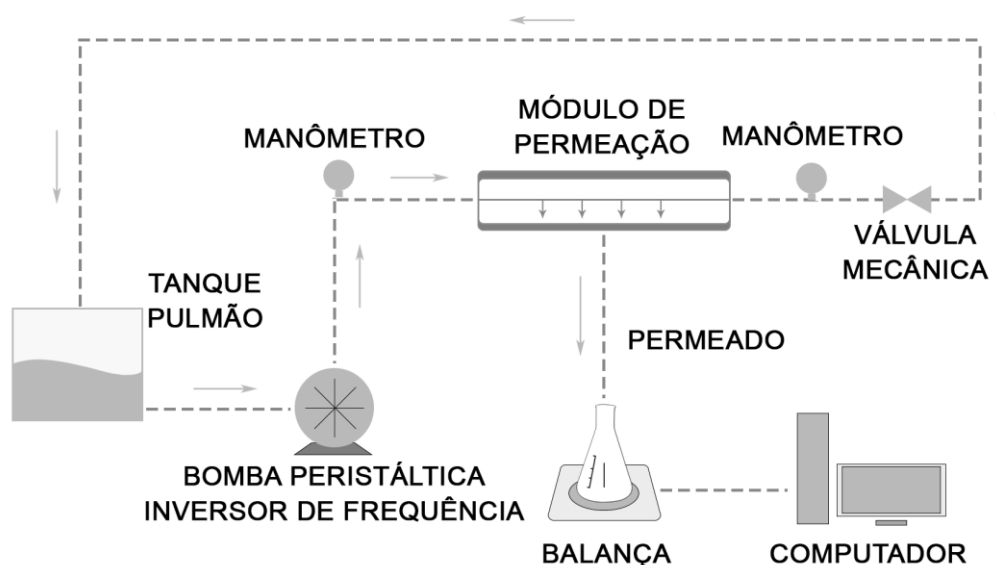 MÓDULO DE
PERMEAÇÃO
MANÔMETRO
MANÔMETRO
VÁLVULA
MECÂNICA
TANQUE
PULMÃO
PERMEADO
BOMBA PERISTÁLTICA
INVERSOR DE FREQUÊNCIA
BALANÇA
COMPUTADOR